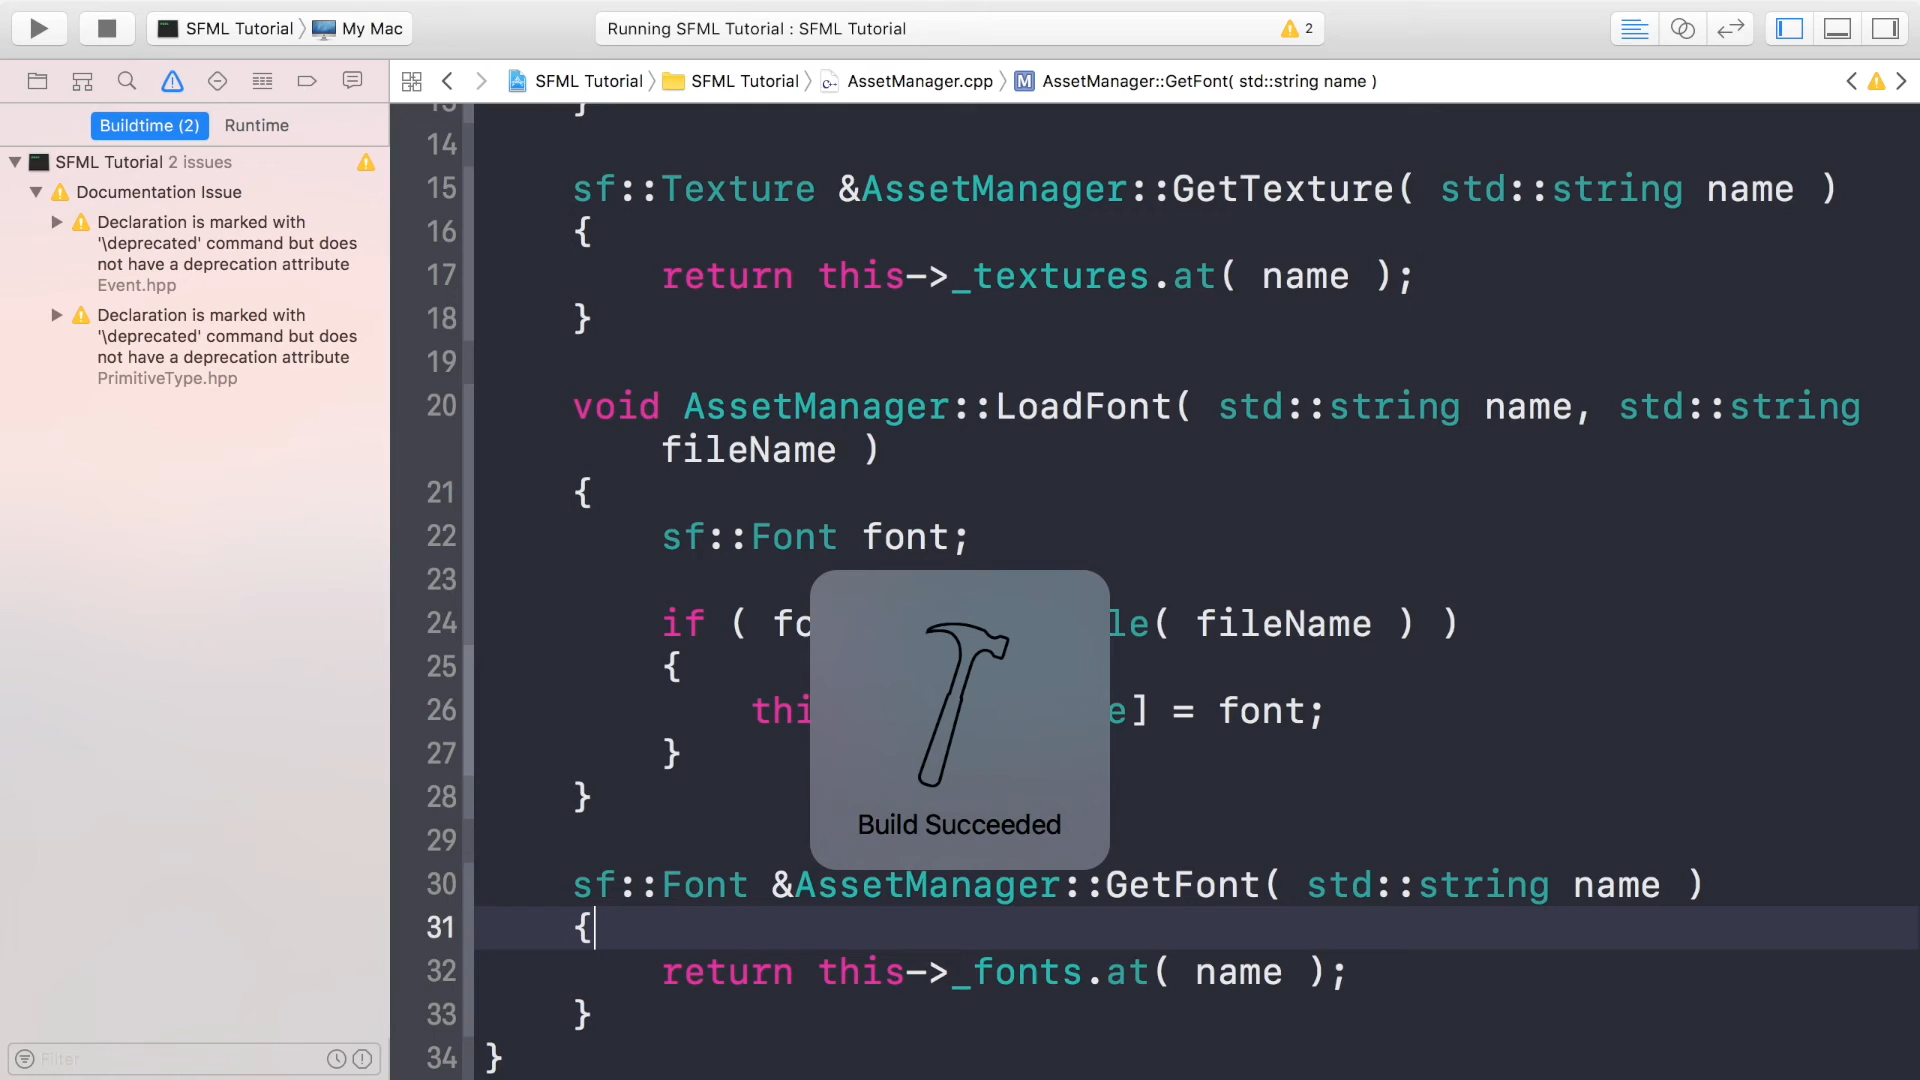 SFML Tutorial My Mac Running SFML Tutorial : SFML Tutorial 2
SFML Tutorial SFML Tutorial AssetManager.cpp M AssetManager::GetFont( std::string name )
Buildtime (2) Runtime
SFML Tutorial 2 issues
Documentation Issue
Declaration is marked with
'\deprecated' command but does
not have a deprecation attribute
Event.hpp
Declaration is marked with
'\deprecated' command but does
not have a deprecation attribute
PrimitiveType.hpp
Filter
}
14
15 sf::Texture &AssetManager::GetTexture( std::string name )
16 {
17 return this->_textures.at( name );
18 }
19
20 void AssetManager::LoadFont( std::string name, std::string
fileName )
21 {
22 sf::Font font;
23
24 if ( fo le( fileName ) )
25 {
26 thi e] = font;
27 }
28 }
29
30 sf::Font &AssetManager::GetFont( std::string name )
31 {
32 return this->_fonts.at( name );
33 }
34 }
Build Succeeded